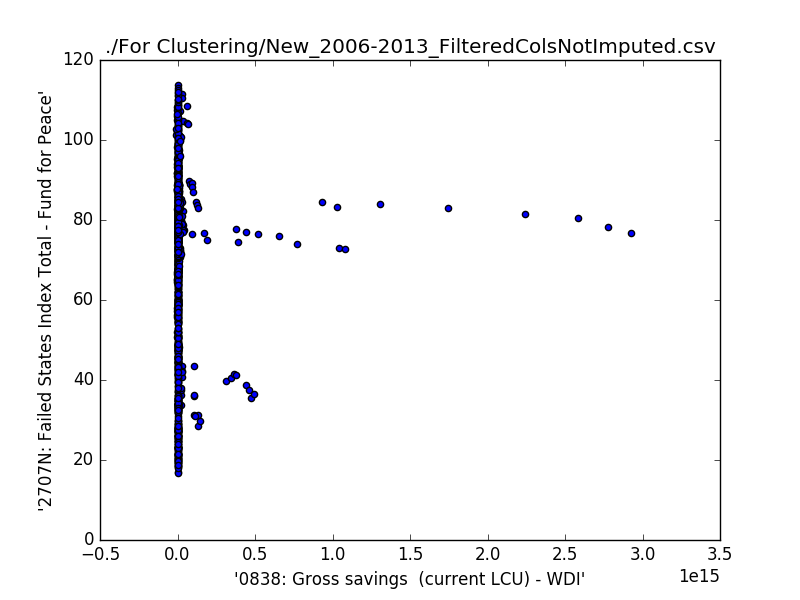 ./For Clustering/New_2006-2013_FilteredColsNotImputed.csv
120
100
80
60
40
20
0
'2707N: Failed States Index Total - Fund for Peace'
−0.5 0.0 0.5 1.0 1.5 2.0 2.5 3.0 3.5
1e15
'0838: Gross savings  (current LCU) - WDI'